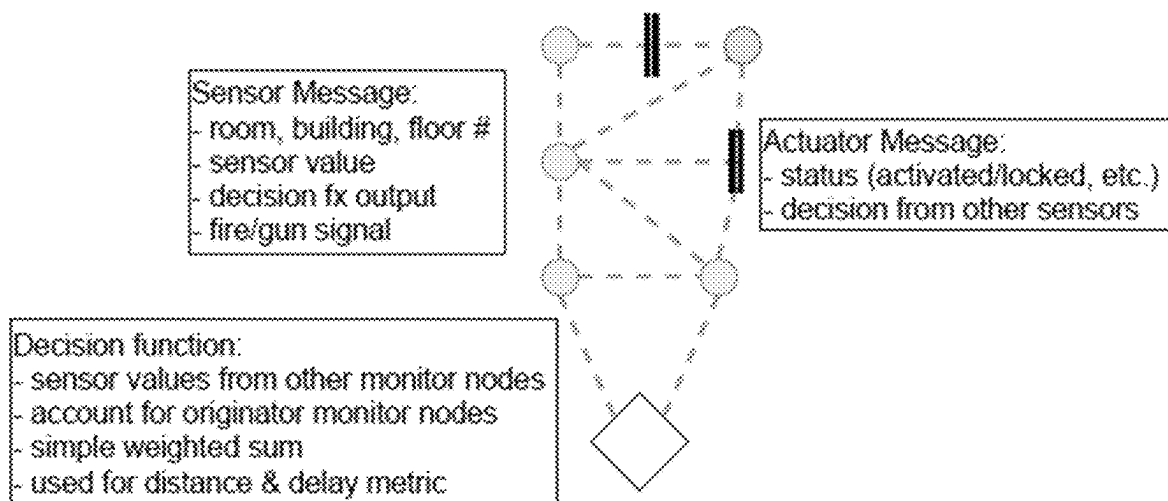 Sensor Message:
- room, building, floor #
- sensor value
- decision fx output
- fire/gun signal
Actuator Message:
- status (activated/locked, etc.)
- decision from other sensors
Decision function:
- sensor values from other monitor nodes
- account for originator monitor nodes
- simple weighted sum
- used for distance & delay metric